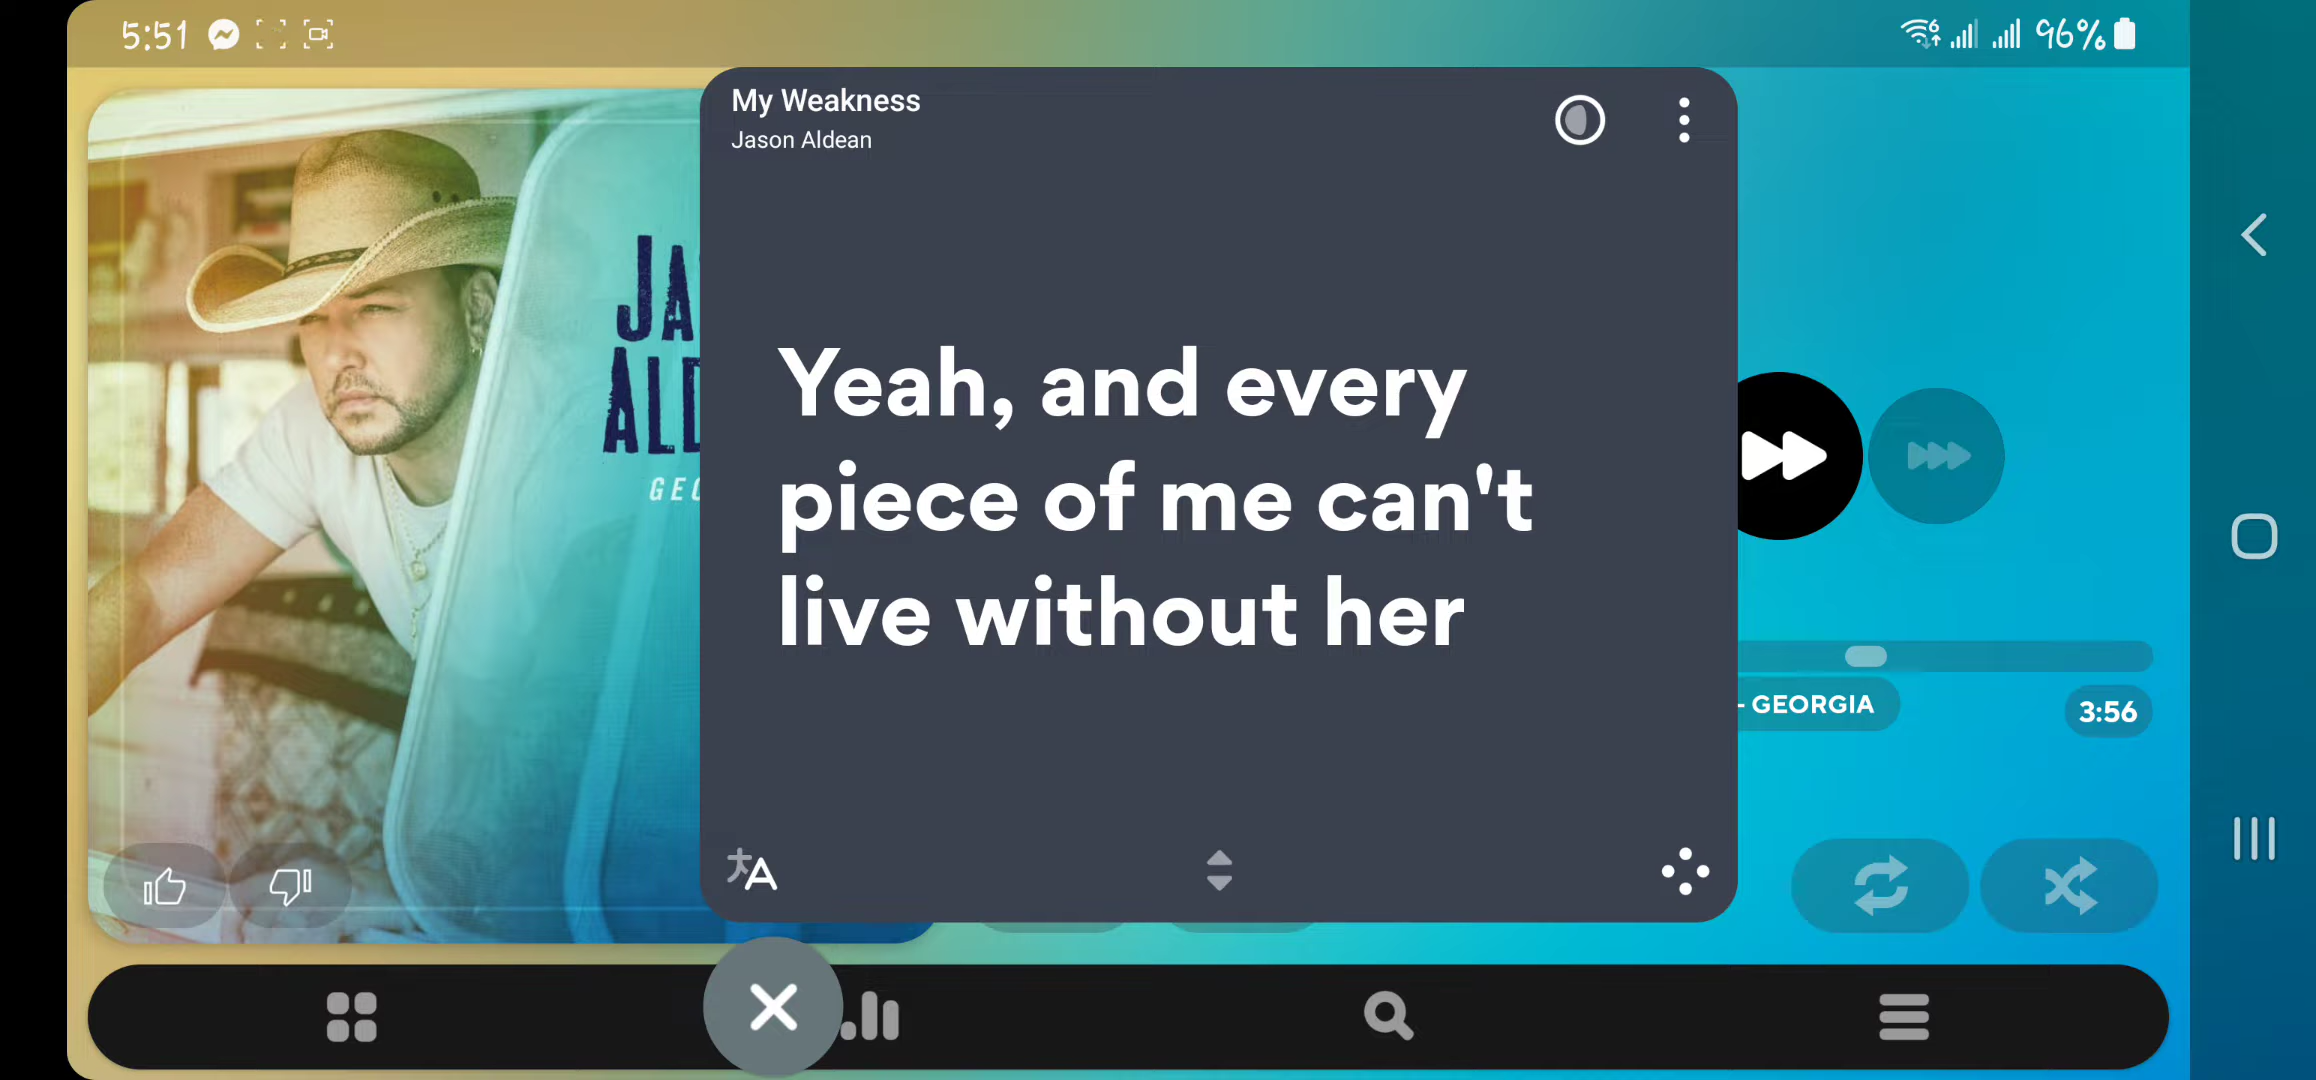 5:51
96%
My Weakness
Jason Aldean
Yeah, and every
piece of me can't
live without her
- GEORGIA
3:56